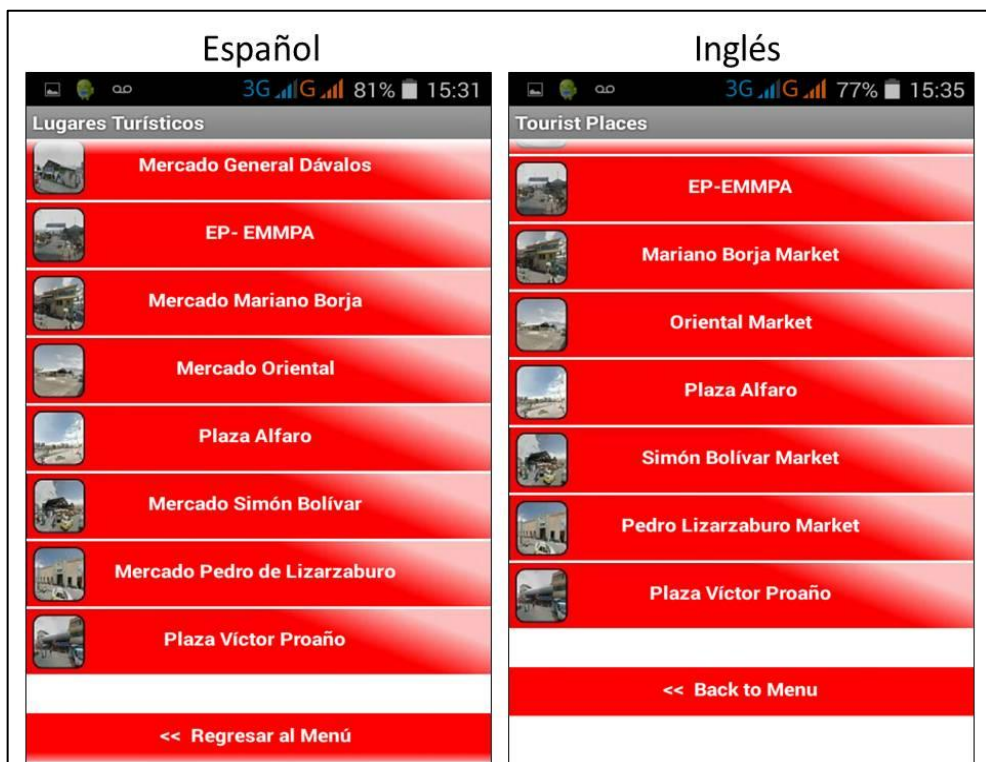 Español
3G G 81% 15:31
Lugares Turísticos
Mercado General Dávalos
EP- EMMPA
Mercado Mariano Borja
Mercado Oriental
Plaza Alfaro
Mercado Simón Bolívar
Mercado Pedro de Lizarzaburo
Plaza Víctor Proaño
<< Regresar al Menú
Inglés
3G G 77% 15:35
Tourist Places
EP-EMMPA
Mariano Borja Market
Oriental Market
Plaza Alfaro
Simón Bolívar Market
Pedro Lizarzaburo Market
Plaza Víctor Proaño
<< Back to Menu